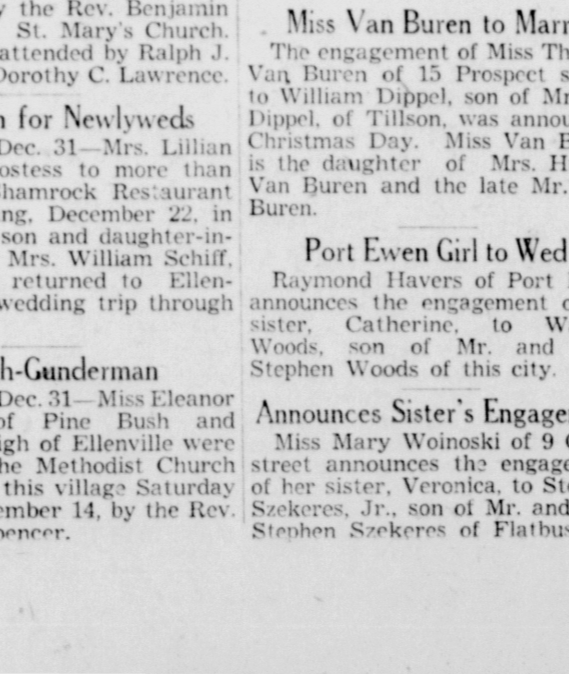 the Rev. Benjamin
St. Mary's Church.
attended by Ralph J.
Dorothy C. Lawrence.
for Newlyweds
Dec. 31—Mrs. Lillian
ostess to more than
hamrock Restaurant
ng, December 22, in
son and daughter-in-
Mrs. William Schiff,
returned to Ellen-
wedding trip through
h-Gunderman
Dec. 31—Miss Eleanor
of Pine Bush and
igh of Ellenville were
he Methodist Church
this village Saturday
ember 14, by the Rev.
pencer.
Miss Van Buren to Marr
The engagement of Miss Th
Van Buren of 15 Prospect s
to William Dippel, son of Mr
Dippel, of Tillson, was annou
Christmas Day. Miss Van B
is the daughter of Mrs. H
Van Buren and the late Mr.
Buren.
Port Ewen Girl to Wed
Raymond Havers of Port
announces the engagement o
sister, Catherine, to W
Woods, son of Mr. and
Stephen Woods of this city.
Announces Sister's Engage
Miss Mary Woinoski of 9
street announces the engage
of her sister, Veronica, to Ste
Szekeres, Jr., son of Mr. and
Stephen Szekeres of Flatbus